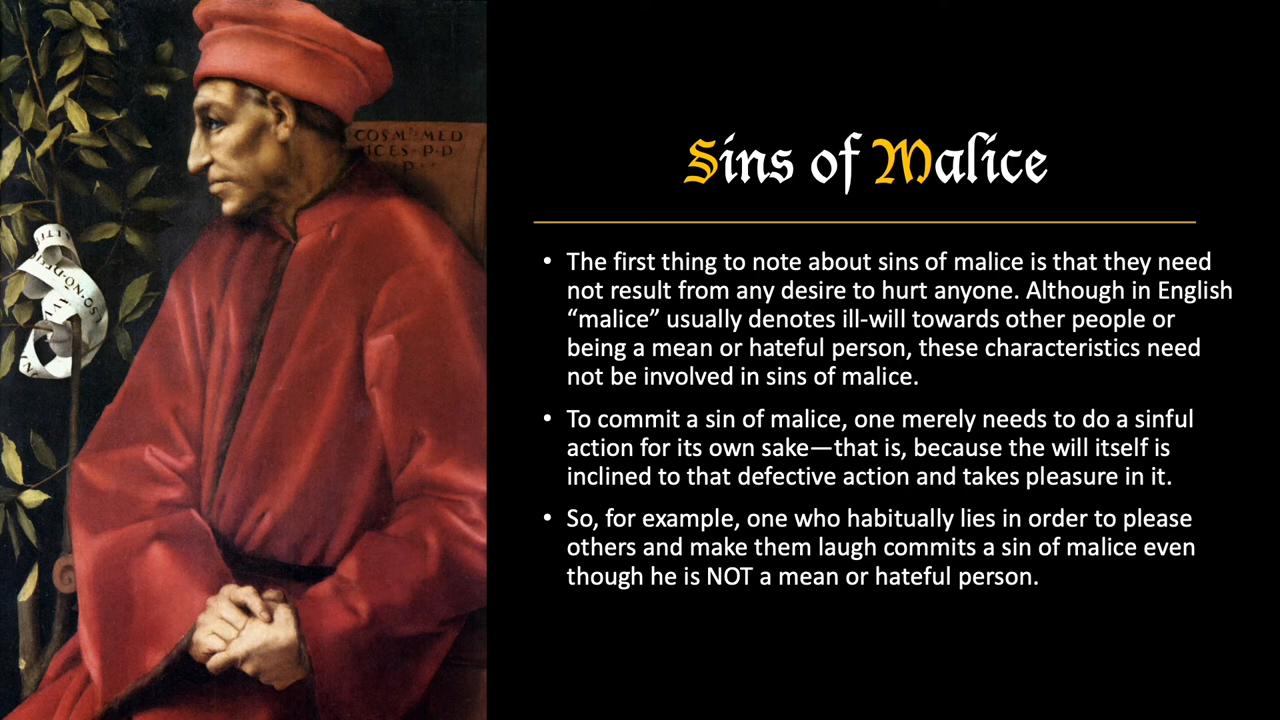 COSM MED
ICES · P · D
P
Sins of Malice
• The first thing to note about sins of malice is that they need
not result from any desire to hurt anyone. Although in English
“malice” usually denotes ill-will towards other people or
being a mean or hateful person, these characteristics need
not be involved in sins of malice.
• To commit a sin of malice, one merely needs to do a sinful
action for its own sake—that is, because the will itself is
inclined to that defective action and takes pleasure in it.
• So, for example, one who habitually lies in order to please
others and make them laugh commits a sin of malice even
though he is NOT a mean or hateful person.